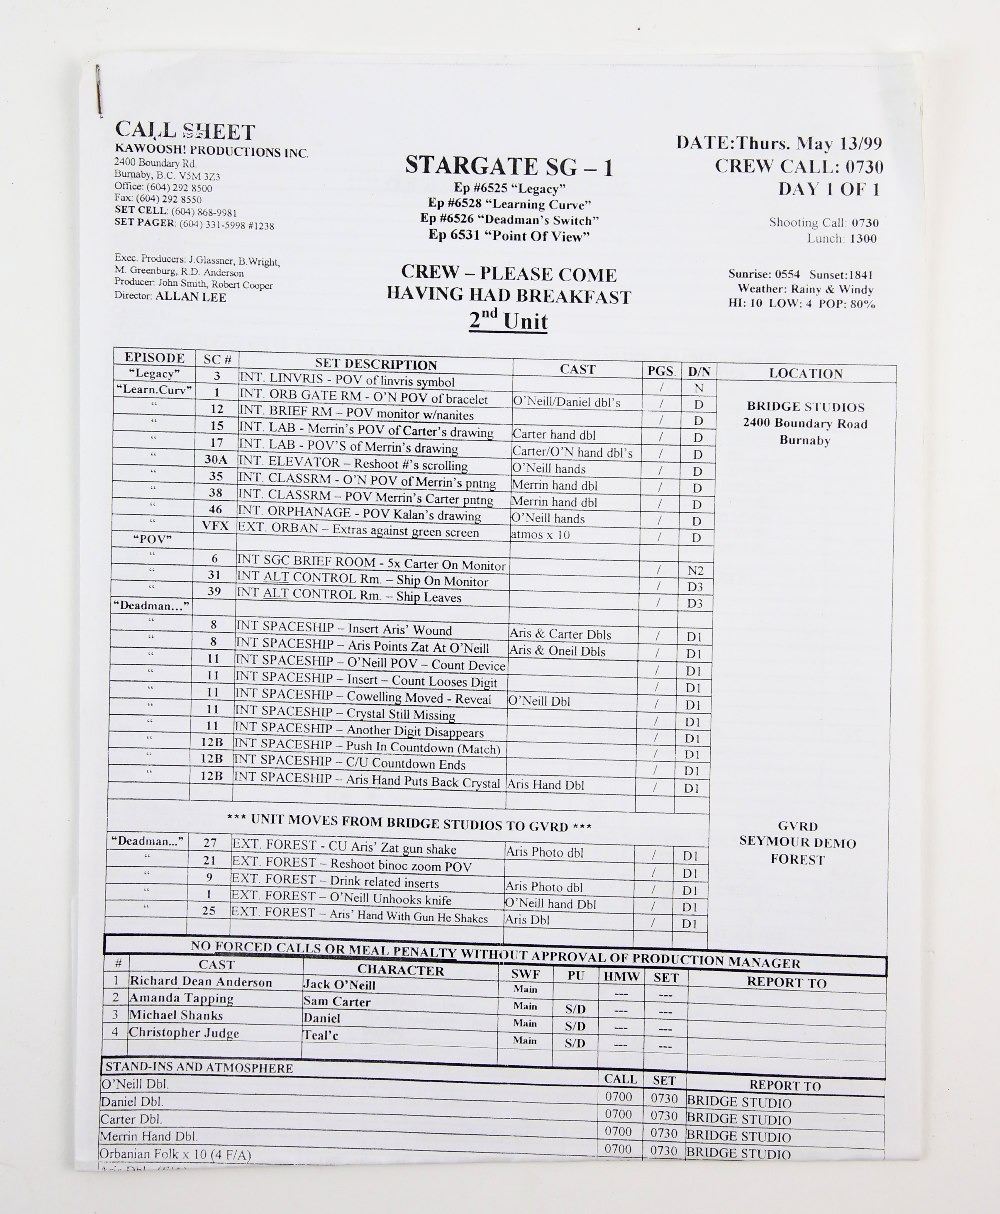 CALL SHEET
KAWOOSH! PRODUCTIONS INC.
2400 Boundary Rd.
Burnaby, B.C. V5M 3Z3
Office: (604) 292 8500
Fax: (604) 292 8550
SET CELL: (604) 868-9981
SET PAGER: (604) 331-5998 #1238
Exec. Producers: J.Glassner, B.Wright,
M. Greenburg, R.D. Anderson
Producer: John Smith, Robert Cooper
Director: ALLAN LEE
STARGATE SG – 1
Ep #6525 “Legacy”
Ep #6528 “Learning Curve”
Ep #6526 “Deadman’s Switch”
Ep 6531 “Point Of View”
CREW – PLEASE COME
HAVING HAD BREAKFAST
2nd Unit
DATE:Thurs. May 13/99
CREW CALL: 0730
DAY 1 OF 1
Shooting Call: 0730
Lunch: 1300
Sunrise: 0554 Sunset:1841
Weather: Rainy & Windy
HI: 10 LOW: 4 POP: 80%
EPISODE SC # SET DESCRIPTION CAST PGS. D/N LOCATION
“Legacy” 3 INT. LINVRIS - POV of linvris symbol / N
“Learn.Curv” 1 INT. ORB GATE RM - O’N POV of bracelet O’Neill/Daniel dbl’s / D BRIDGE STUDIOS
“ 12 INT. BRIEF RM – POV monitor w/nanites / D 2400 Boundary Road
“ 15 INT. LAB - Merrin’s POV of Carter’s drawing Carter hand dbl / D Burnaby
“ 17 INT. LAB - POV’S of Merrin’s drawing Carter/O’N hand dbl’s / D
“ 30A INT. ELEVATOR – Reshoot #’s scrolling O’Neill hands / D
“ 35 INT. CLASSRM - O’N POV of Merrin’s pntng Merrin hand dbl / D
“ 38 INT. CLASSRM – POV Merrin’s Carter pntng Merrin hand dbl / D
“ 46 INT. ORPHANAGE - POV Kalan’s drawing O’Neill hands / D
“ VFX EXT. ORBAN – Extras against green screen atmos x 10 / D
“POV”
“ 6 INT SGC BRIEF ROOM - 5x Carter On Monitor / N2
“ 31 INT ALT CONTROL Rm. – Ship On Monitor / D3
“ 39 INT ALT CONTROL Rm. – Ship Leaves / D3
“Deadman...”
“ 8 INT SPACESHIP – Insert Aris’ Wound Aris & Carter Dbls / D1
“ 8 INT SPACESHIP – Aris Points Zat At O’Neill Aris & Oneil Dbls / D1
“ 11 INT SPACESHIP – O’Neill POV – Count Device / D1
“ 11 INT SPACESHIP – Insert – Count Looses Digit / D1
“ 11 INT SPACESHIP – Cowelling Moved - Reveal O’Neill Dbl / D1
“ 11 INT SPACESHIP – Crystal Still Missing / D1
“ 11 INT SPACESHIP – Another Digit Disappears / D1
“ 12B INT SPACESHIP – Push In Countdown (Match) / D1
“ 12B INT SPACESHIP – C/U Countdown Ends / D1
“ 12B INT SPACESHIP – Aris Hand Puts Back Crystal Aris Hand Dbl / D1
*** UNIT MOVES FROM BRIDGE STUDIOS TO GVRD *** GVRD
“Deadman...” 27 EXT. FOREST - CU Aris’ Zat gun shake Aris Photo dbl / D1 SEYMOUR DEMO
“ 21 EXT. FOREST – Reshoot binoc zoom POV / D1 FOREST
“ 9 EXT. FOREST – Drink related inserts Aris Photo dbl / D1
“ 1 EXT. FOREST – O’Neill Unhooks knife O’Neill hand Dbl / D1
“ 25 EXT. FOREST – Aris’ Hand With Gun He Shakes Aris Dbl / D1
NO FORCED CALLS OR MEAL PENALTY WITHOUT APPROVAL OF PRODUCTION MANAGER
# CAST CHARACTER SWF PU HMW SET REPORT TO
1 Richard Dean Anderson Jack O’Neill Main --- ---
2 Amanda Tapping Sam Carter Main S/D --- ---
3 Michael Shanks Daniel Main S/D --- ---
4 Christopher Judge Teal’c Main S/D --- ---
STAND-INS AND ATMOSPHERE CALL SET REPORT TO
O’Neill Dbl. 0700 0730 BRIDGE STUDIO
Daniel Dbl. 0700 0730 BRIDGE STUDIO
Carter Dbl. 0700 0730 BRIDGE STUDIO
Merrin Hand Dbl. 0700 0730 BRIDGE STUDIO
Orbanian Folk x 10 (4 F/A)